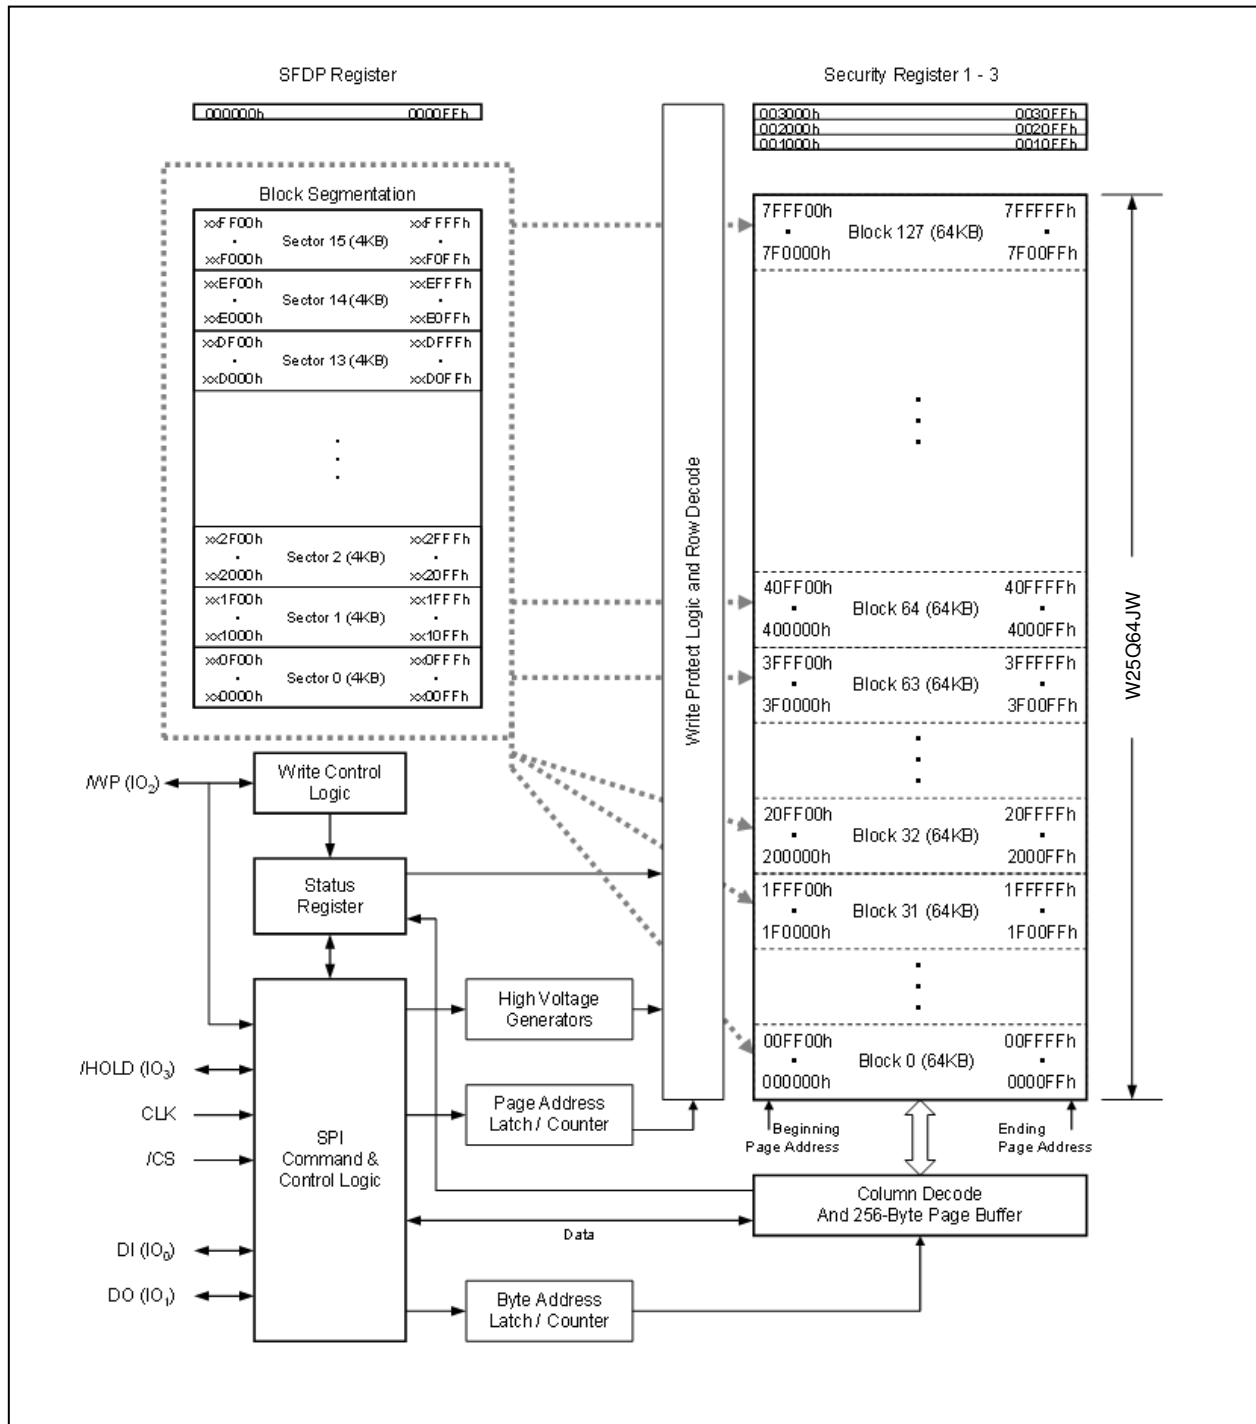 SFDP Register
000000h 0000FFh
Security Register 1 - 3
003000h 0030FFh
002000h 0020FFh
001000h 0010FFh
Block Segmentation
xxFF00h xxFFFFh
Sector 15 (4KB)
xxF000h xxF0FFh
xxEF00h xxEFFFh
Sector 14 (4KB)
xxE000h xxE0FFh
xxDF00h xxDFFFh
Sector 13 (4KB)
xxD000h xxD0FFh
xx2F00h xx2FFFh
Sector 2 (4KB)
xx2000h xx20FFh
xx1F00h xx1FFFh
Sector 1 (4KB)
xx1000h xx10FFh
xx0F00h xx0FFFh
Sector 0 (4KB)
xx0000h xx00FFh
Write Protect Logic and Row Decode
7FFF00h 7FFFFFh
Block 127 (64KB)
7F0000h 7F00FFh
40FF00h 40FFFFh
Block 64 (64KB)
400000h 4000FFh
3FFF00h 3FFFFFh
Block 63 (64KB)
3F0000h 3F00FFh
20FF00h 20FFFFh
Block 32 (64KB)
200000h 2000FFh
1FFF00h 1FFFFFh
Block 31 (64KB)
1F0000h 1F00FFh
00FF00h 00FFFFh
Block 0 (64KB)
000000h 0000FFh
W25Q64JW
Beginning
Page Address
Ending
Page Address
/WP (IO2)
Write Control
Logic
Status
Register
High Voltage
Generators
/HOLD (IO3)
CLK
/CS
SPI
Command &
Control Logic
Page Address
Latch / Counter
Column Decode
And 256-Byte Page Buffer
Data
DI (IO0)
DO (IO1)
Byte Address
Latch / Counter